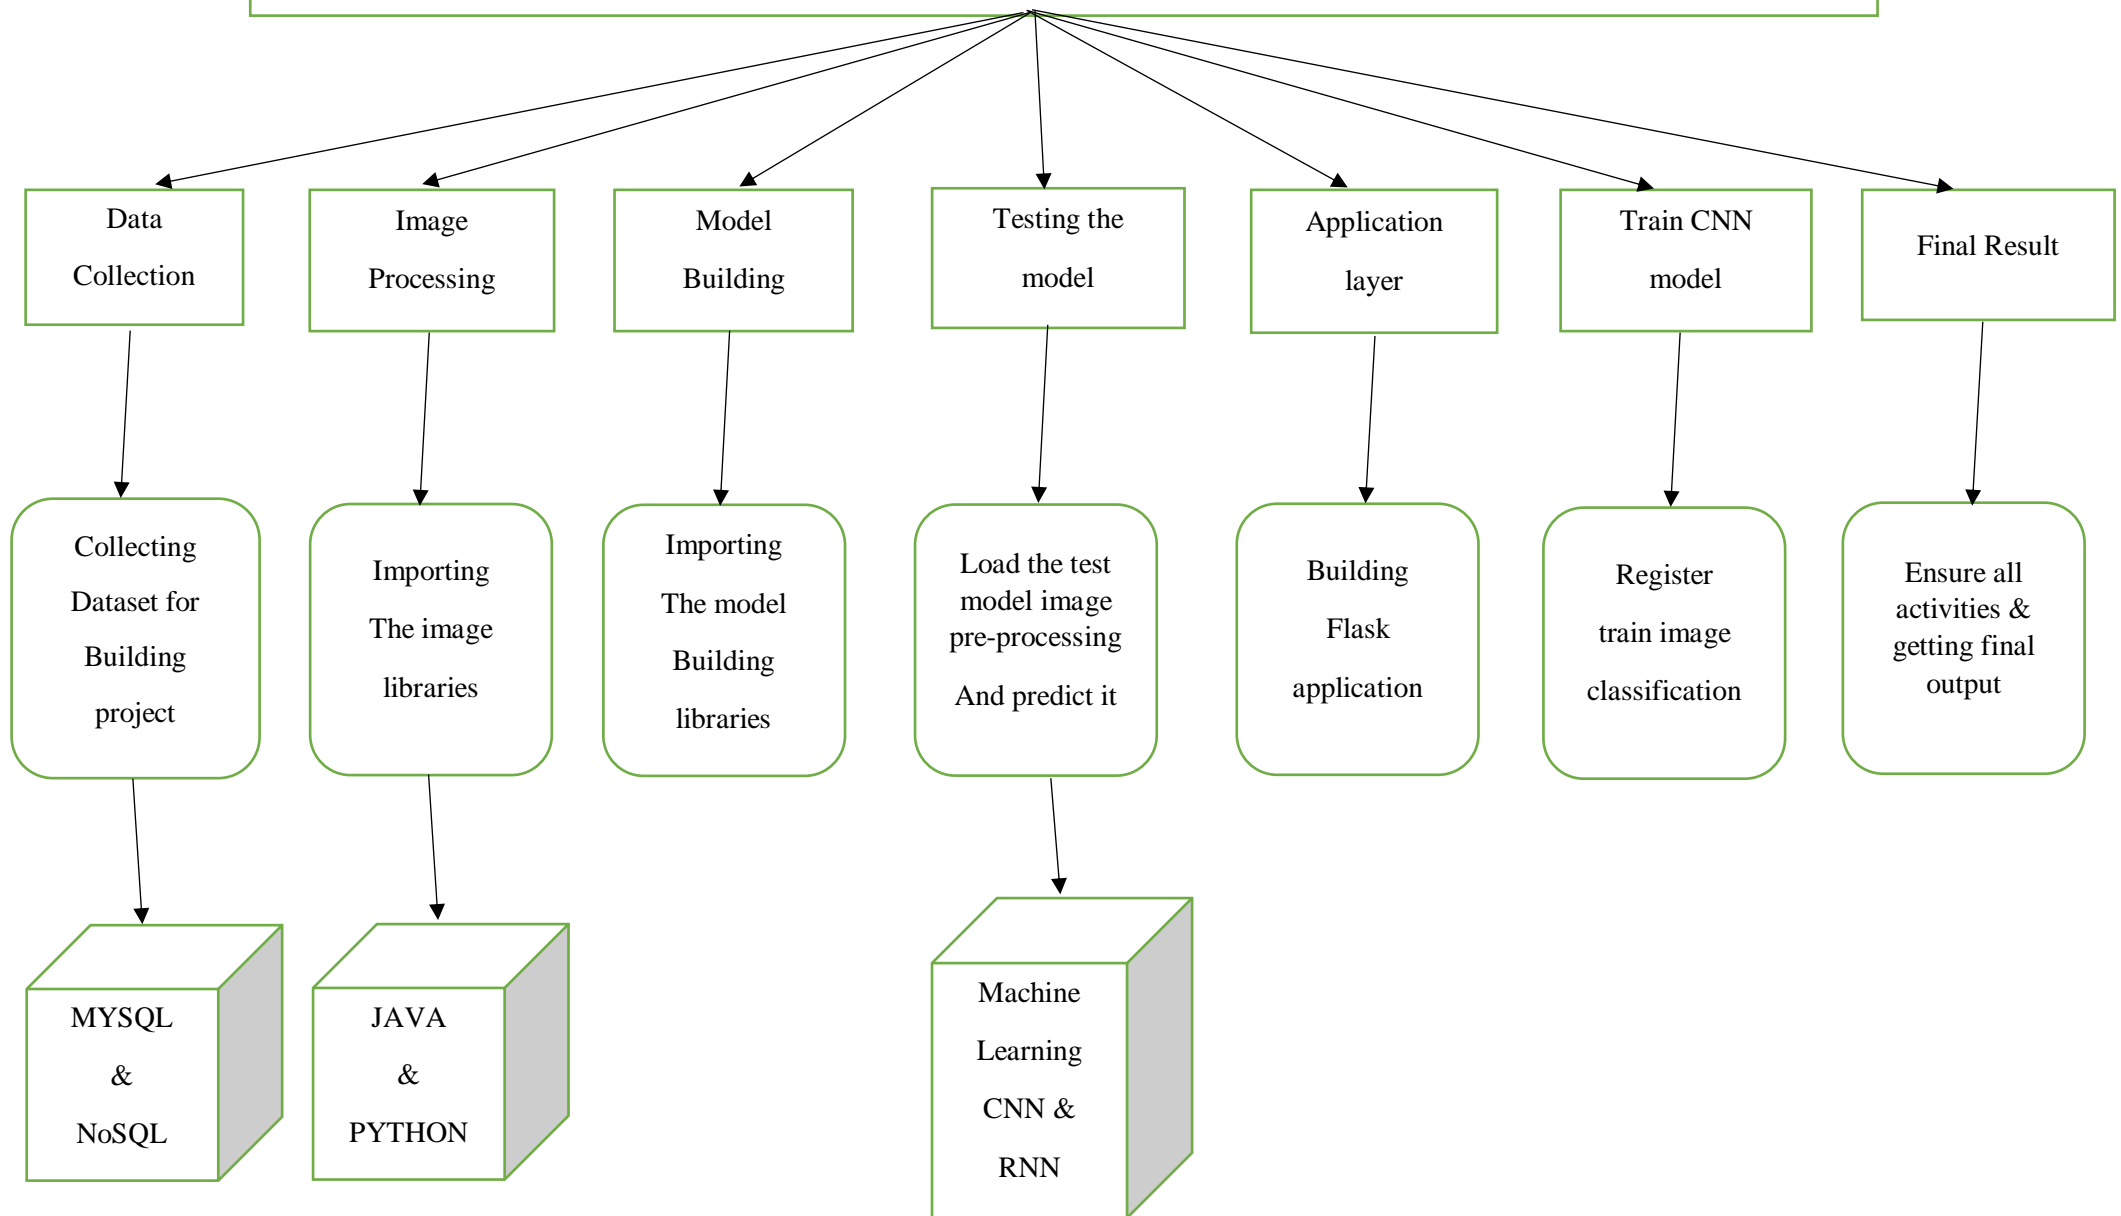 Data
Collection
Image
Processing
Model
Building
Testing the
model
Application
layer
Train CNN
model
Final Result
Collecting
Dataset for
Building
project
Importing
The image
libraries
Importing
The model
Building
libraries
Load the test
model image
pre-processing
And predict it
Building
Flask
application
Register
train image
classification
Ensure all
activities &
getting final
output
MYSQL
&
NoSQL
JAVA
&
PYTHON
Machine
Learning
CNN &
RNN